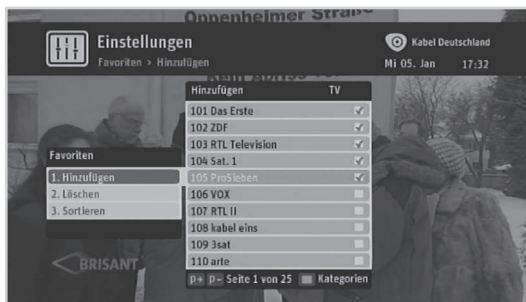 Oppenheimer Straße
Einstellungen
Favoriten > Hinzufügen
Kabel Deutschland
Mi 05. Jan 17:32
Hinzufügen TV
101 Das Erste
102 ZDF
103 RTL Television
104 Sat. 1
105 ProSieben
106 VOX
107 RTL II
108 kabel eins
109 3sat
110 arte
p+ p- Seite 1 von 25 Kategorien
Favoriten
1. Hinzufügen
2. Löschen
3. Sortieren
BRISANT